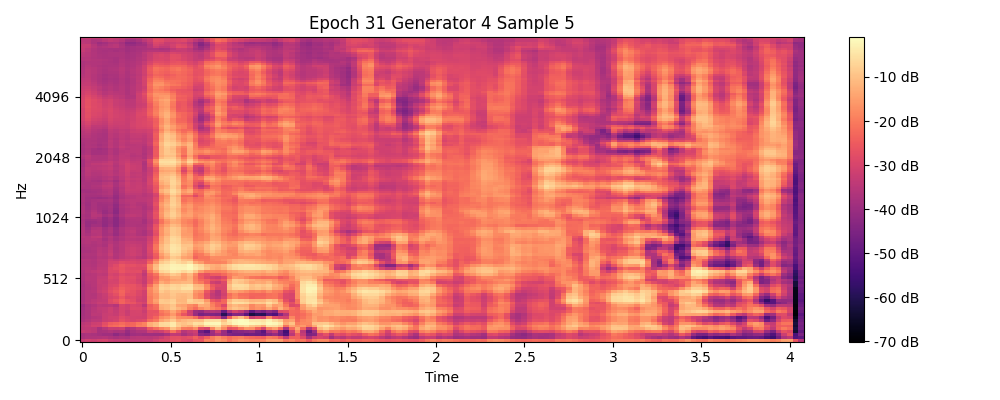 Epoch 31 Generator 4 Sample 5
Hz
4096
2048
1024
512
0
0 0.5 1 1.5 2 2.5 3 3.5 4
Time
-10 dB
-20 dB
-30 dB
-40 dB
-50 dB
-60 dB
-70 dB